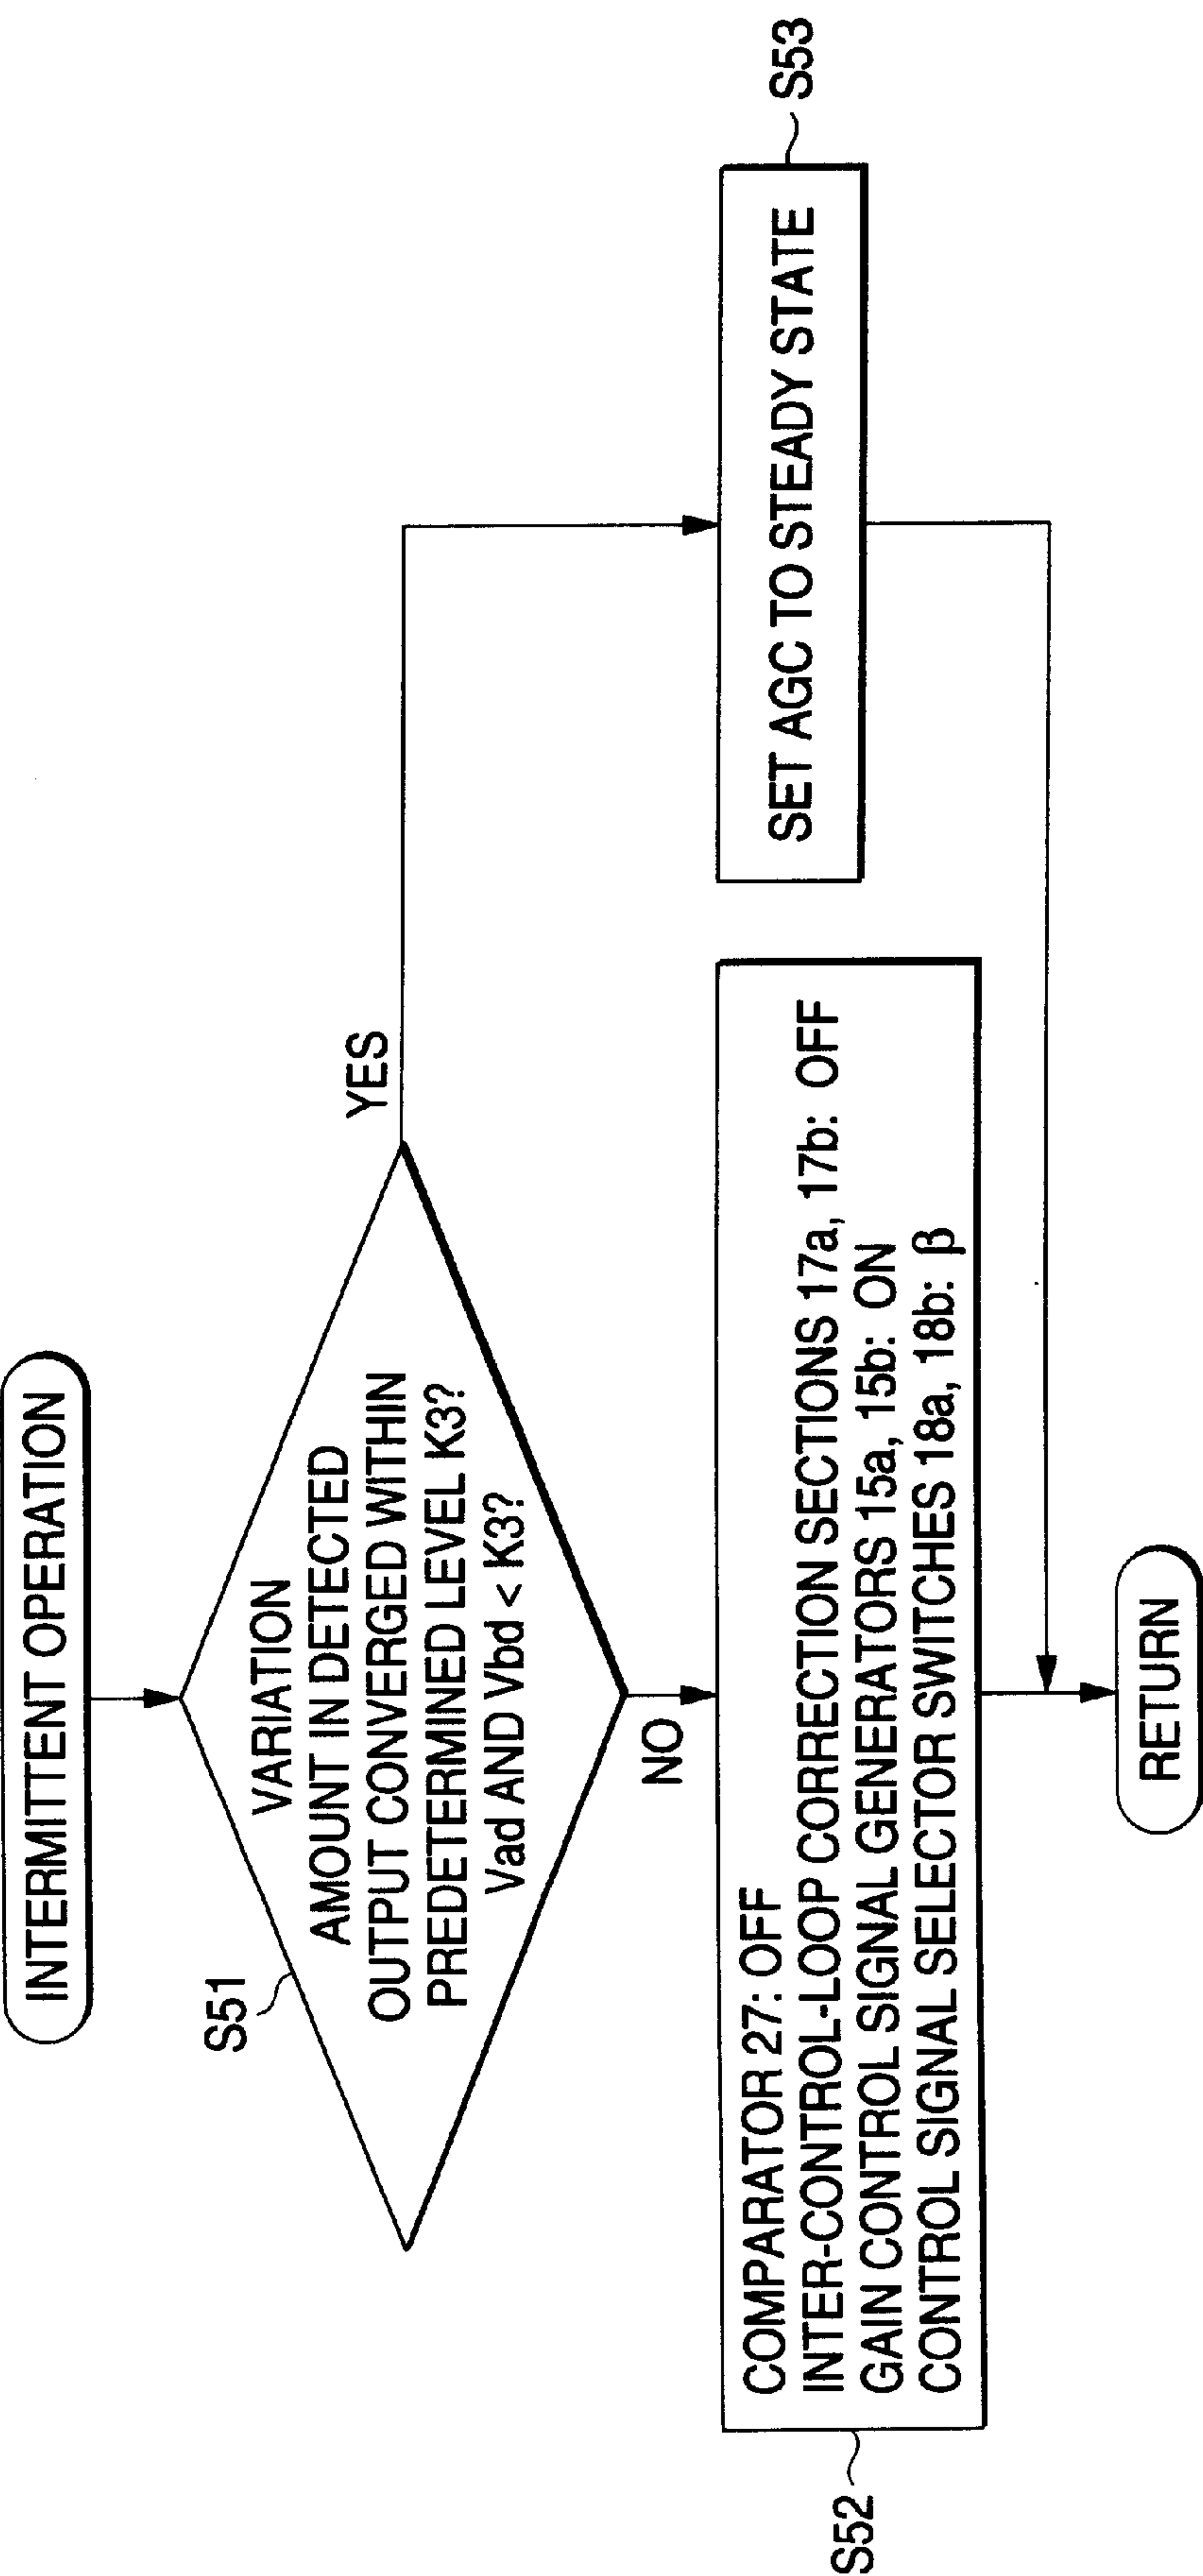 INTERMITTENT OPERATION
S51
VARIATION
AMOUNT IN DETECTED
OUTPUT CONVERGED WITHIN
PREDETERMINED LEVEL K3?
Vad AND Vbd < K3?
YES
NO
S52
COMPARATOR 27: OFF
INTER-CONTROL-LOOP CORRECTION SECTIONS 17a, 17b: OFF
GAIN CONTROL SIGNAL GENERATORS 15a, 15b: ON
CONTROL SIGNAL SELECTOR SWITCHES 18a, 18b: β
SET AGC TO STEADY STATE
S53
RETURN